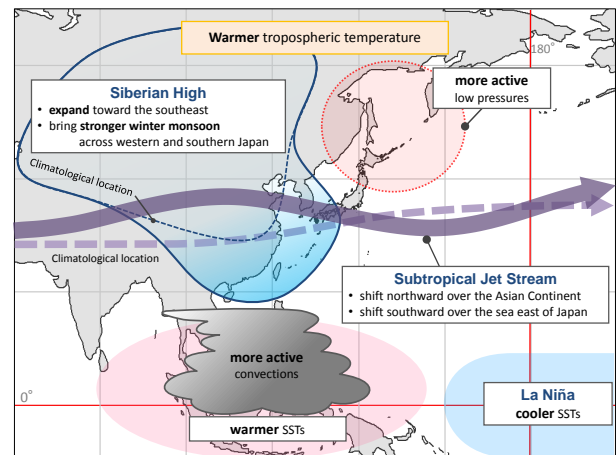 Warmer tropospheric temperature
180°
Siberian High
• expand toward the southeast
• bring stronger winter monsoon
across western and southern Japan
more active
low pressures
Climatological location
Climatological location
Subtropical Jet Stream
• shift northward over the Asian Continent
• shift southward over the sea east of Japan
more active
convections
0°
La Niña
cooler SSTs
warmer SSTs